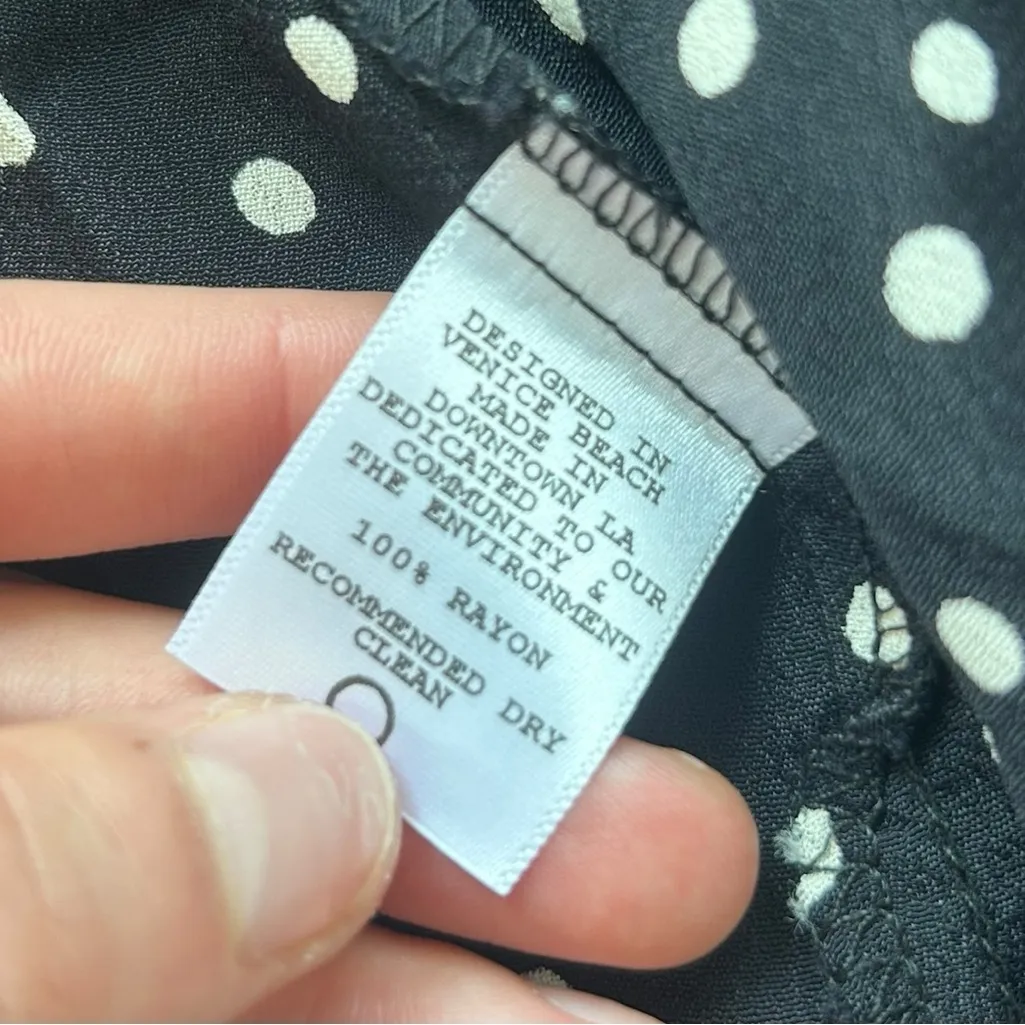 DESIGNED IN
VENICE BEACH
MADE IN
DOWNTOWN LA
DEDICATED TO OUR
COMMUNITY &
THE ENVIRONMENT
100% RAYON
RECOMMENDED DRY
CLEAN